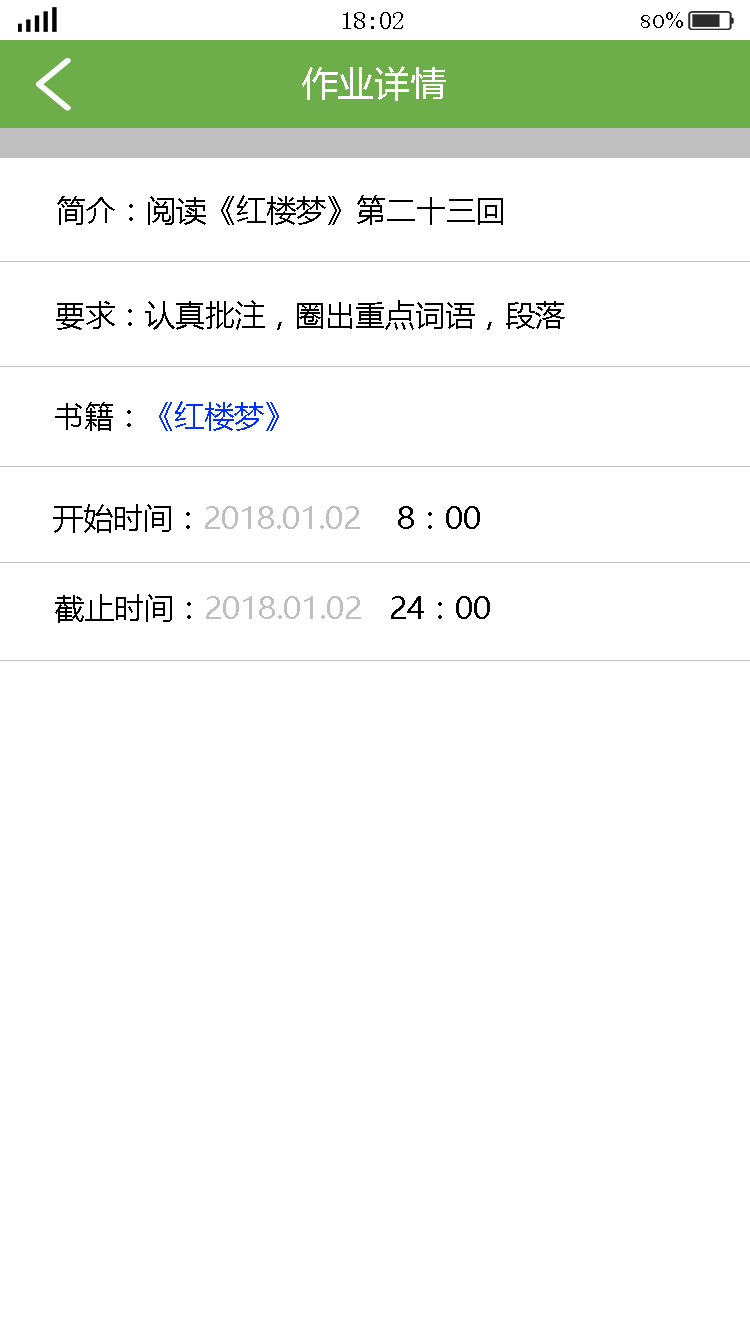 18:02 80%
作业详情
简介：阅读《红楼梦》第二十三回
要求：认真批注，圈出重点词语，段落
书籍：《红楼梦》
开始时间：2018.01.02 8：00
截止时间：2018.01.02 24：00